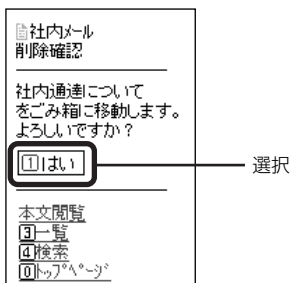 社内メール
削除確認
社内通達について
をごみ箱に移動します。
よろしいですか？
1はい
選択
本文閲覧
3一覧
4検索
0トップページ